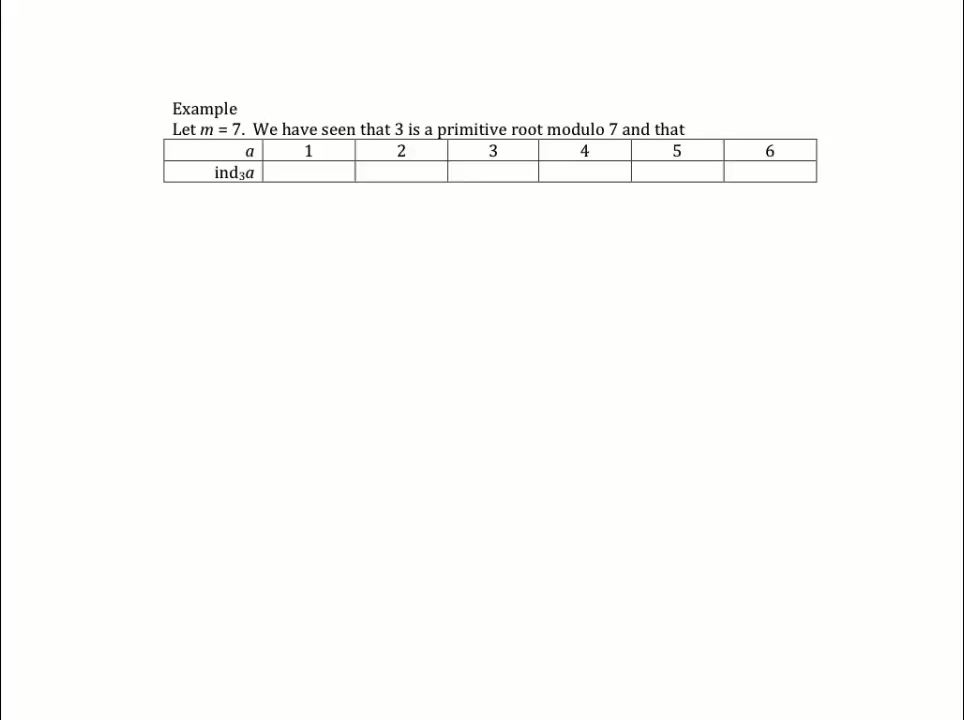 Example
Let m = 7.  We have seen that 3 is a primitive root modulo 7 and that
a 1 2 3 4 5 6
ind₃a